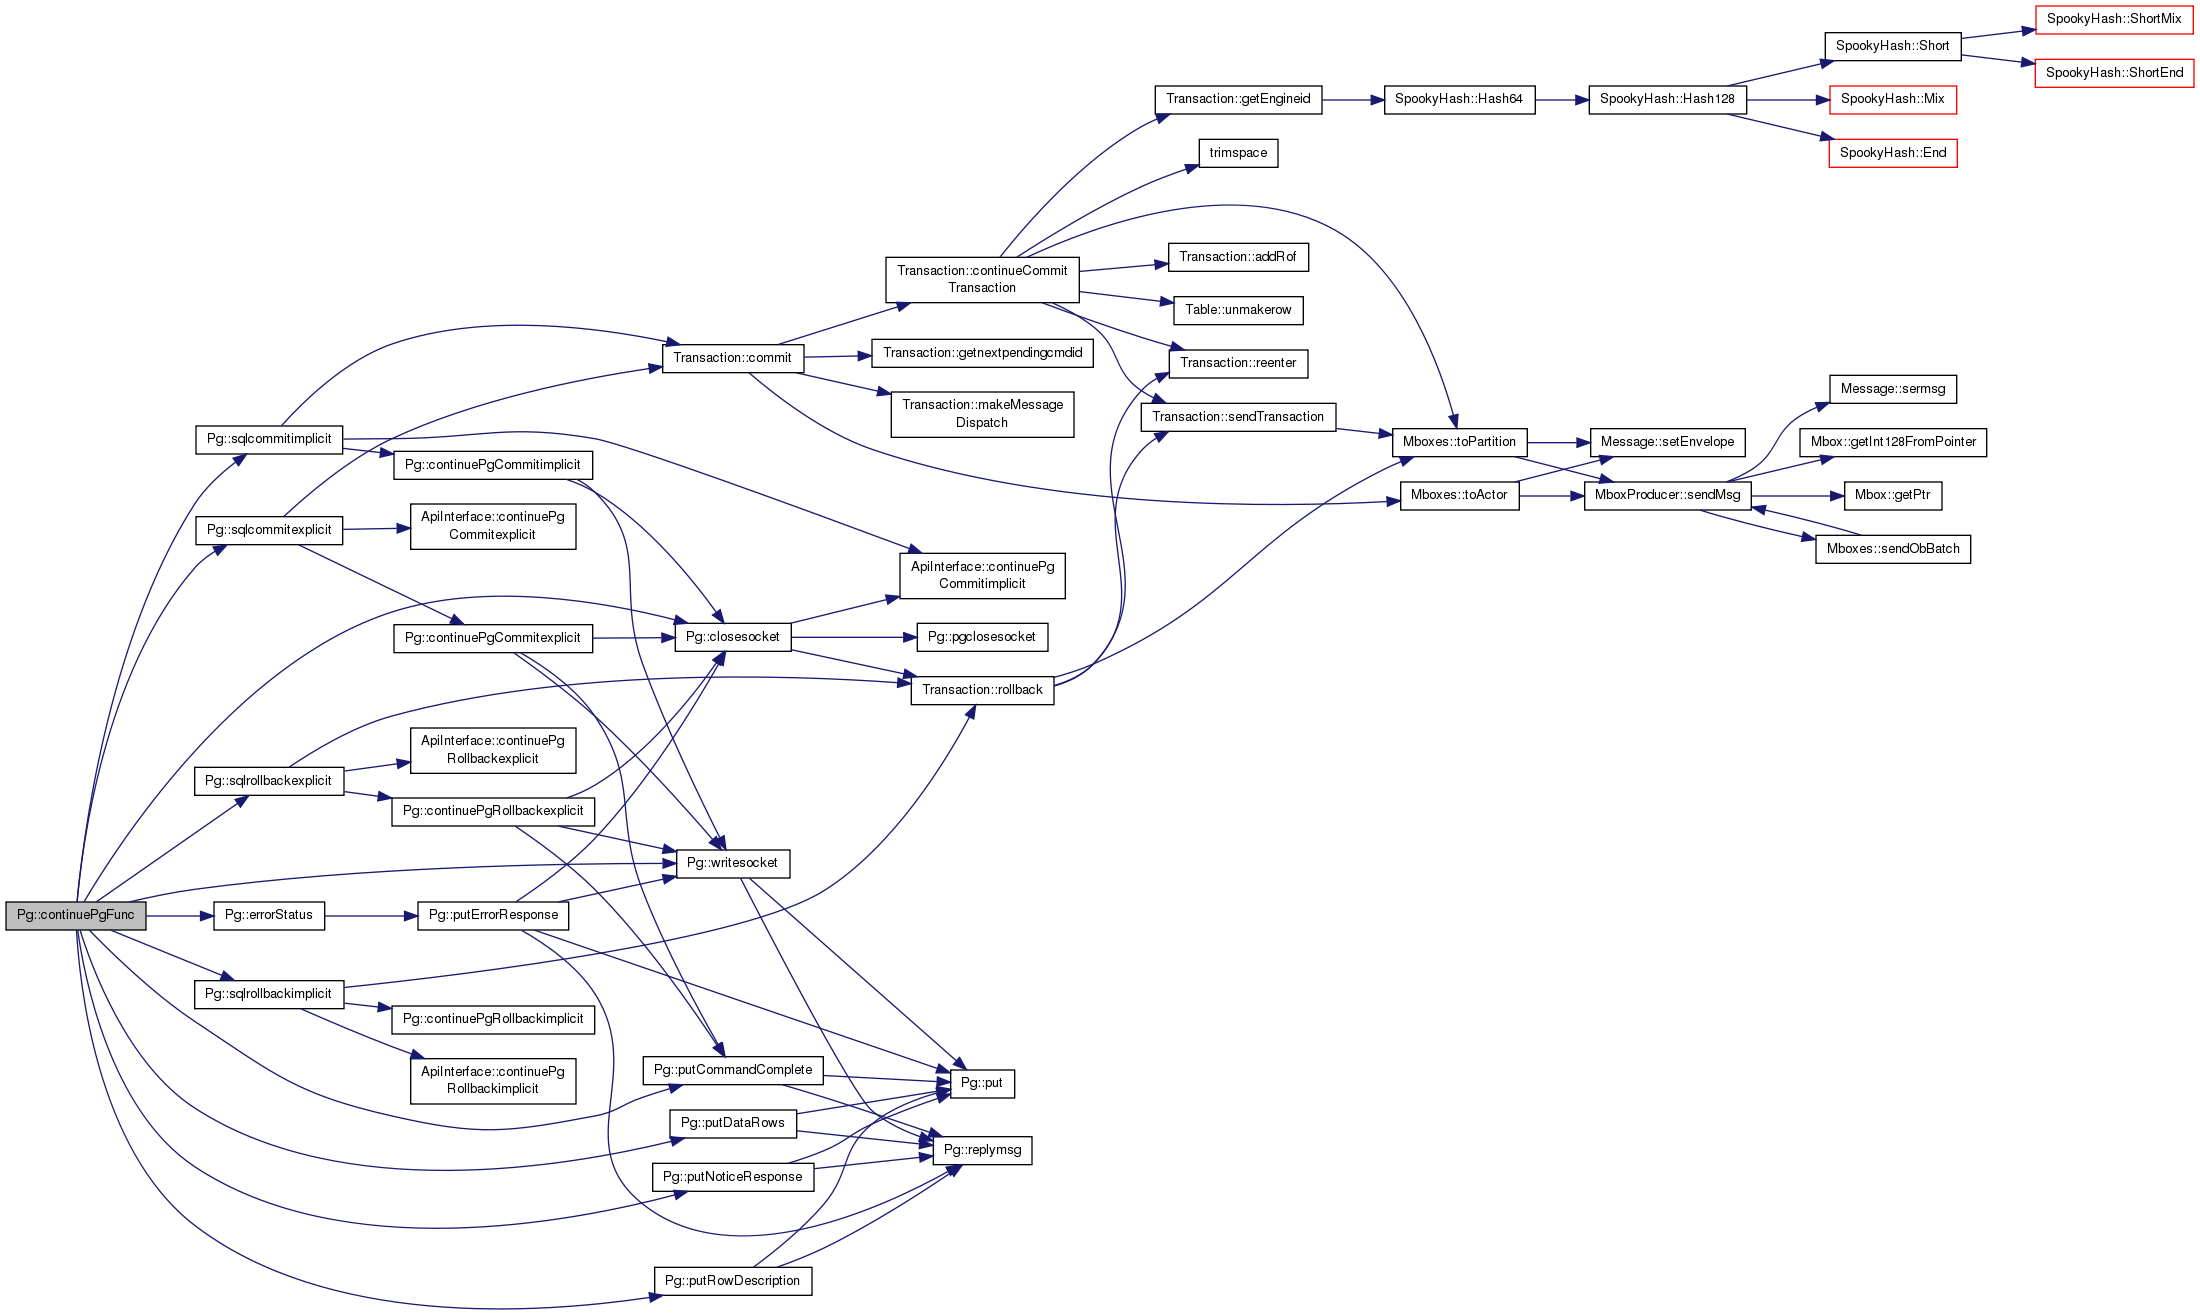 SpookyHash::ShortMix
SpookyHash::Short
SpookyHash::ShortEnd
Transaction::getEngineid
SpookyHash::Hash64
SpookyHash::Hash128
SpookyHash::Mix
trimspace
SpookyHash::End
Transaction::continueCommit
Transaction
Transaction::addRof
Table::unmakerow
Transaction::commit
Transaction::getnextpendingcmdid
Transaction::reenter
Transaction::makeMessage
Dispatch
Transaction::sendTransaction
Message::sermsg
Pg::sqlcommitimplicit
Mboxes::toPartition
Message::setEnvelope
Mbox::getInt128FromPointer
Pg::continuePgCommitimplicit
Mboxes::toActor
MboxProducer::sendMsg
Mbox::getPtr
Pg::sqlcommitexplicit
ApiInterface::continuePg
Commitexplicit
Mboxes::sendObBatch
ApiInterface::continuePg
Commitimplicit
Pg::continuePgCommitexplicit
Pg::closesocket
Pg::pgclosesocket
Transaction::rollback
ApiInterface::continuePg
Rollbackexplicit
Pg::sqlrollbackexplicit
Pg::continuePgRollbackexplicit
Pg::writesocket
Pg::continuePgFunc
Pg::errorStatus
Pg::putErrorResponse
Pg::sqlrollbackimplicit
Pg::continuePgRollbackimplicit
ApiInterface::continuePg
Rollbackimplicit
Pg::putCommandComplete
Pg::put
Pg::putDataRows
Pg::replymsg
Pg::putNoticeResponse
Pg::putRowDescription